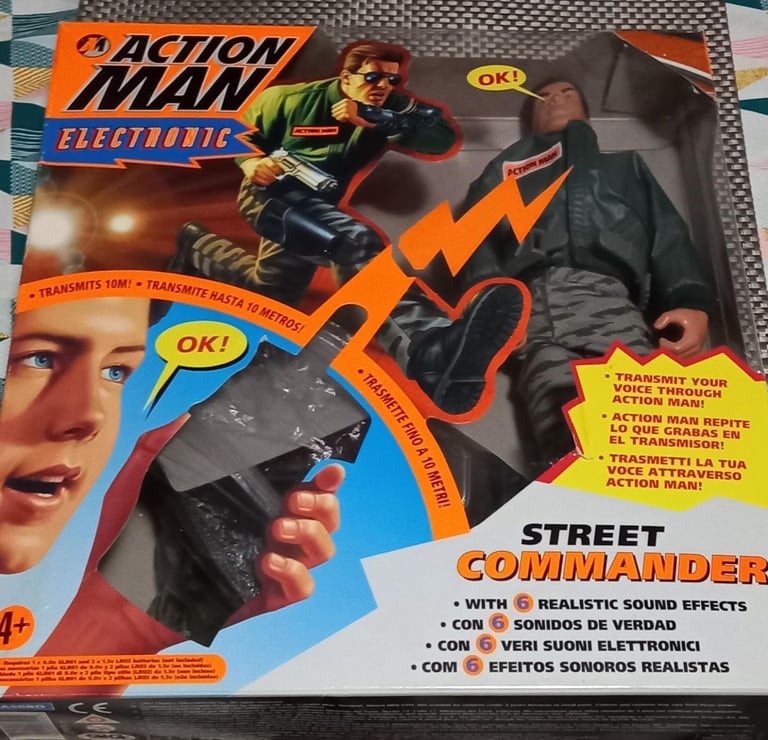 ACTION
MAN
ELECTRONIC
ACTION MAN
OK!
ACTION MAN
• TRANSMITS 10M! • TRANSMITE HASTA 10 METROS!
• TRASMETTE FINO A 10 METRI!
OK!
• TRANSMIT YOUR
VOICE THROUGH
ACTION MAN!
• ACTION MAN REPITE
LO QUE GRABAS EN
EL TRANSMISOR!
• TRASMETTI LA TUA
VOCE ATTRAVERSO
ACTION MAN!
STREET
COMMANDER
• WITH 6 REALISTIC SOUND EFFECTS
• CON 6 SONIDOS DE VERDAD
• CON 6 VERI SUONI ELETTRONICI
• COM 6 EFEITOS SONOROS REALISTAS
4+
CE